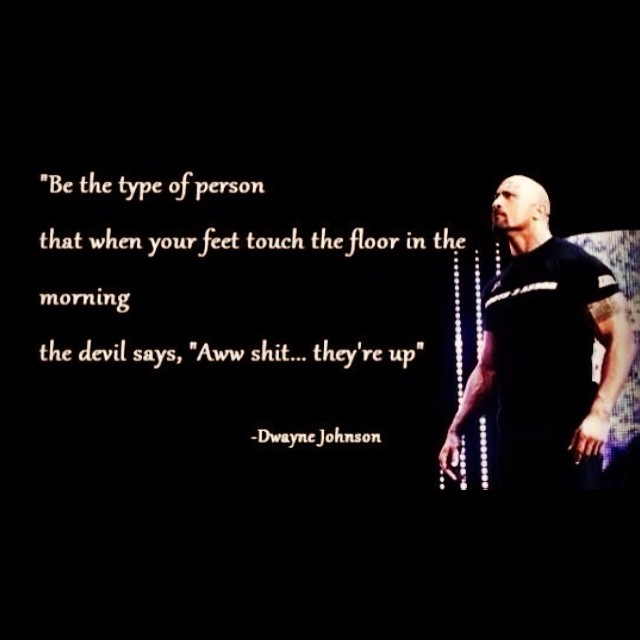 "Be the type of person
that when your feet touch the floor in the
morning
the devil says, "Aww shit... they're up"
-Dwayne Johnson